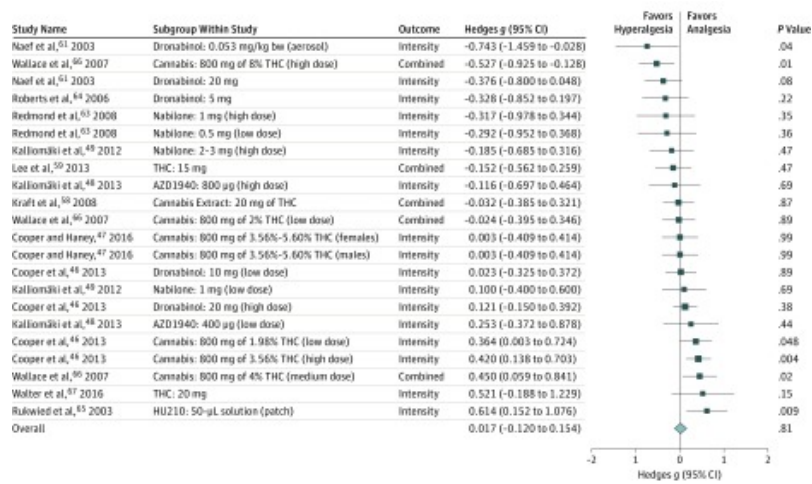 Favors Favors
Study Name Subgroup Within Study Outcome Hedges g (95% CI) Hyperalgesia Analgesia P Value
Naef et al,61 2003 Dronabinol: 0.053 mg/kg bw (aerosol) Intensity -0.743 (-1.459 to -0.028) .04
Wallace et al,66 2007 Cannabis: 800 mg of 8% THC (high dose) Combined -0.527 (-0.925 to -0.128) .01
Naef et al,61 2003 Dronabinol: 20 mg Intensity -0.376 (-0.800 to 0.048) .08
Roberts et al,64 2006 Dronabinol: 5 mg Intensity -0.328 (-0.852 to 0.197) .22
Redmond et al,63 2008 Nabilone: 1 mg (high dose) Intensity -0.317 (-0.978 to 0.344) .35
Redmond et al,63 2008 Nabilone: 0.5 mg (low dose) Intensity -0.292 (-0.952 to 0.368) .36
Kalliomäki et al,49 2012 Nabilone: 2-3 mg (high dose) Intensity -0.185 (-0.685 to 0.316) .47
Lee et al,59 2013 THC: 15 mg Combined -0.152 (-0.562 to 0.259) .47
Kalliomäki et al,48 2013 AZD1940: 800 µg (high dose) Intensity -0.116 (-0.697 to 0.464) .69
Kraft et al,58 2008 Cannabis Extract: 20 mg of THC Combined -0.032 (-0.385 to 0.321) .87
Wallace et al,66 2007 Cannabis: 800 mg of 2% THC (low dose) Combined -0.024 (-0.395 to 0.346) .89
Cooper and Haney,47 2016 Cannabis: 800 mg of 3.56%-5.60% THC (females) Intensity 0.003 (-0.409 to 0.414) .99
Cooper and Haney,47 2016 Cannabis: 800 mg of 3.56%-5.60% THC (males) Intensity 0.003 (-0.409 to 0.414) .99
Cooper et al,46 2013 Dronabinol: 10 mg (low dose) Intensity 0.023 (-0.325 to 0.372) .89
Kalliomäki et al,49 2012 Nabilone: 1 mg (low dose) Intensity 0.100 (-0.400 to 0.600) .69
Cooper et al,46 2013 Dronabinol: 20 mg (high dose) Intensity 0.121 (-0.150 to 0.392) .38
Kalliomäki et al,48 2013 AZD1940: 400 µg (low dose) Intensity 0.253 (-0.372 to 0.878) .44
Cooper et al,46 2013 Cannabis: 800 mg of 1.98% THC (low dose) Intensity 0.364 (0.003 to 0.724) .048
Cooper et al,46 2013 Cannabis: 800 mg of 3.56% THC (high dose) Intensity 0.420 (0.138 to 0.703) .004
Wallace et al,66 2007 Cannabis: 800 mg of 4% THC (medium dose) Combined 0.450 (0.059 to 0.841) .02
Walter et al,67 2016 THC: 20 mg Intensity 0.521 (-0.188 to 1.229) .15
Rukwied et al,65 2003 HU210: 50-µL solution (patch) Intensity 0.614 (0.152 to 1.076) .009
Overall 0.017 (-0.120 to 0.154) .81
-2 1 0 1 2
Hedges g (95% CI)